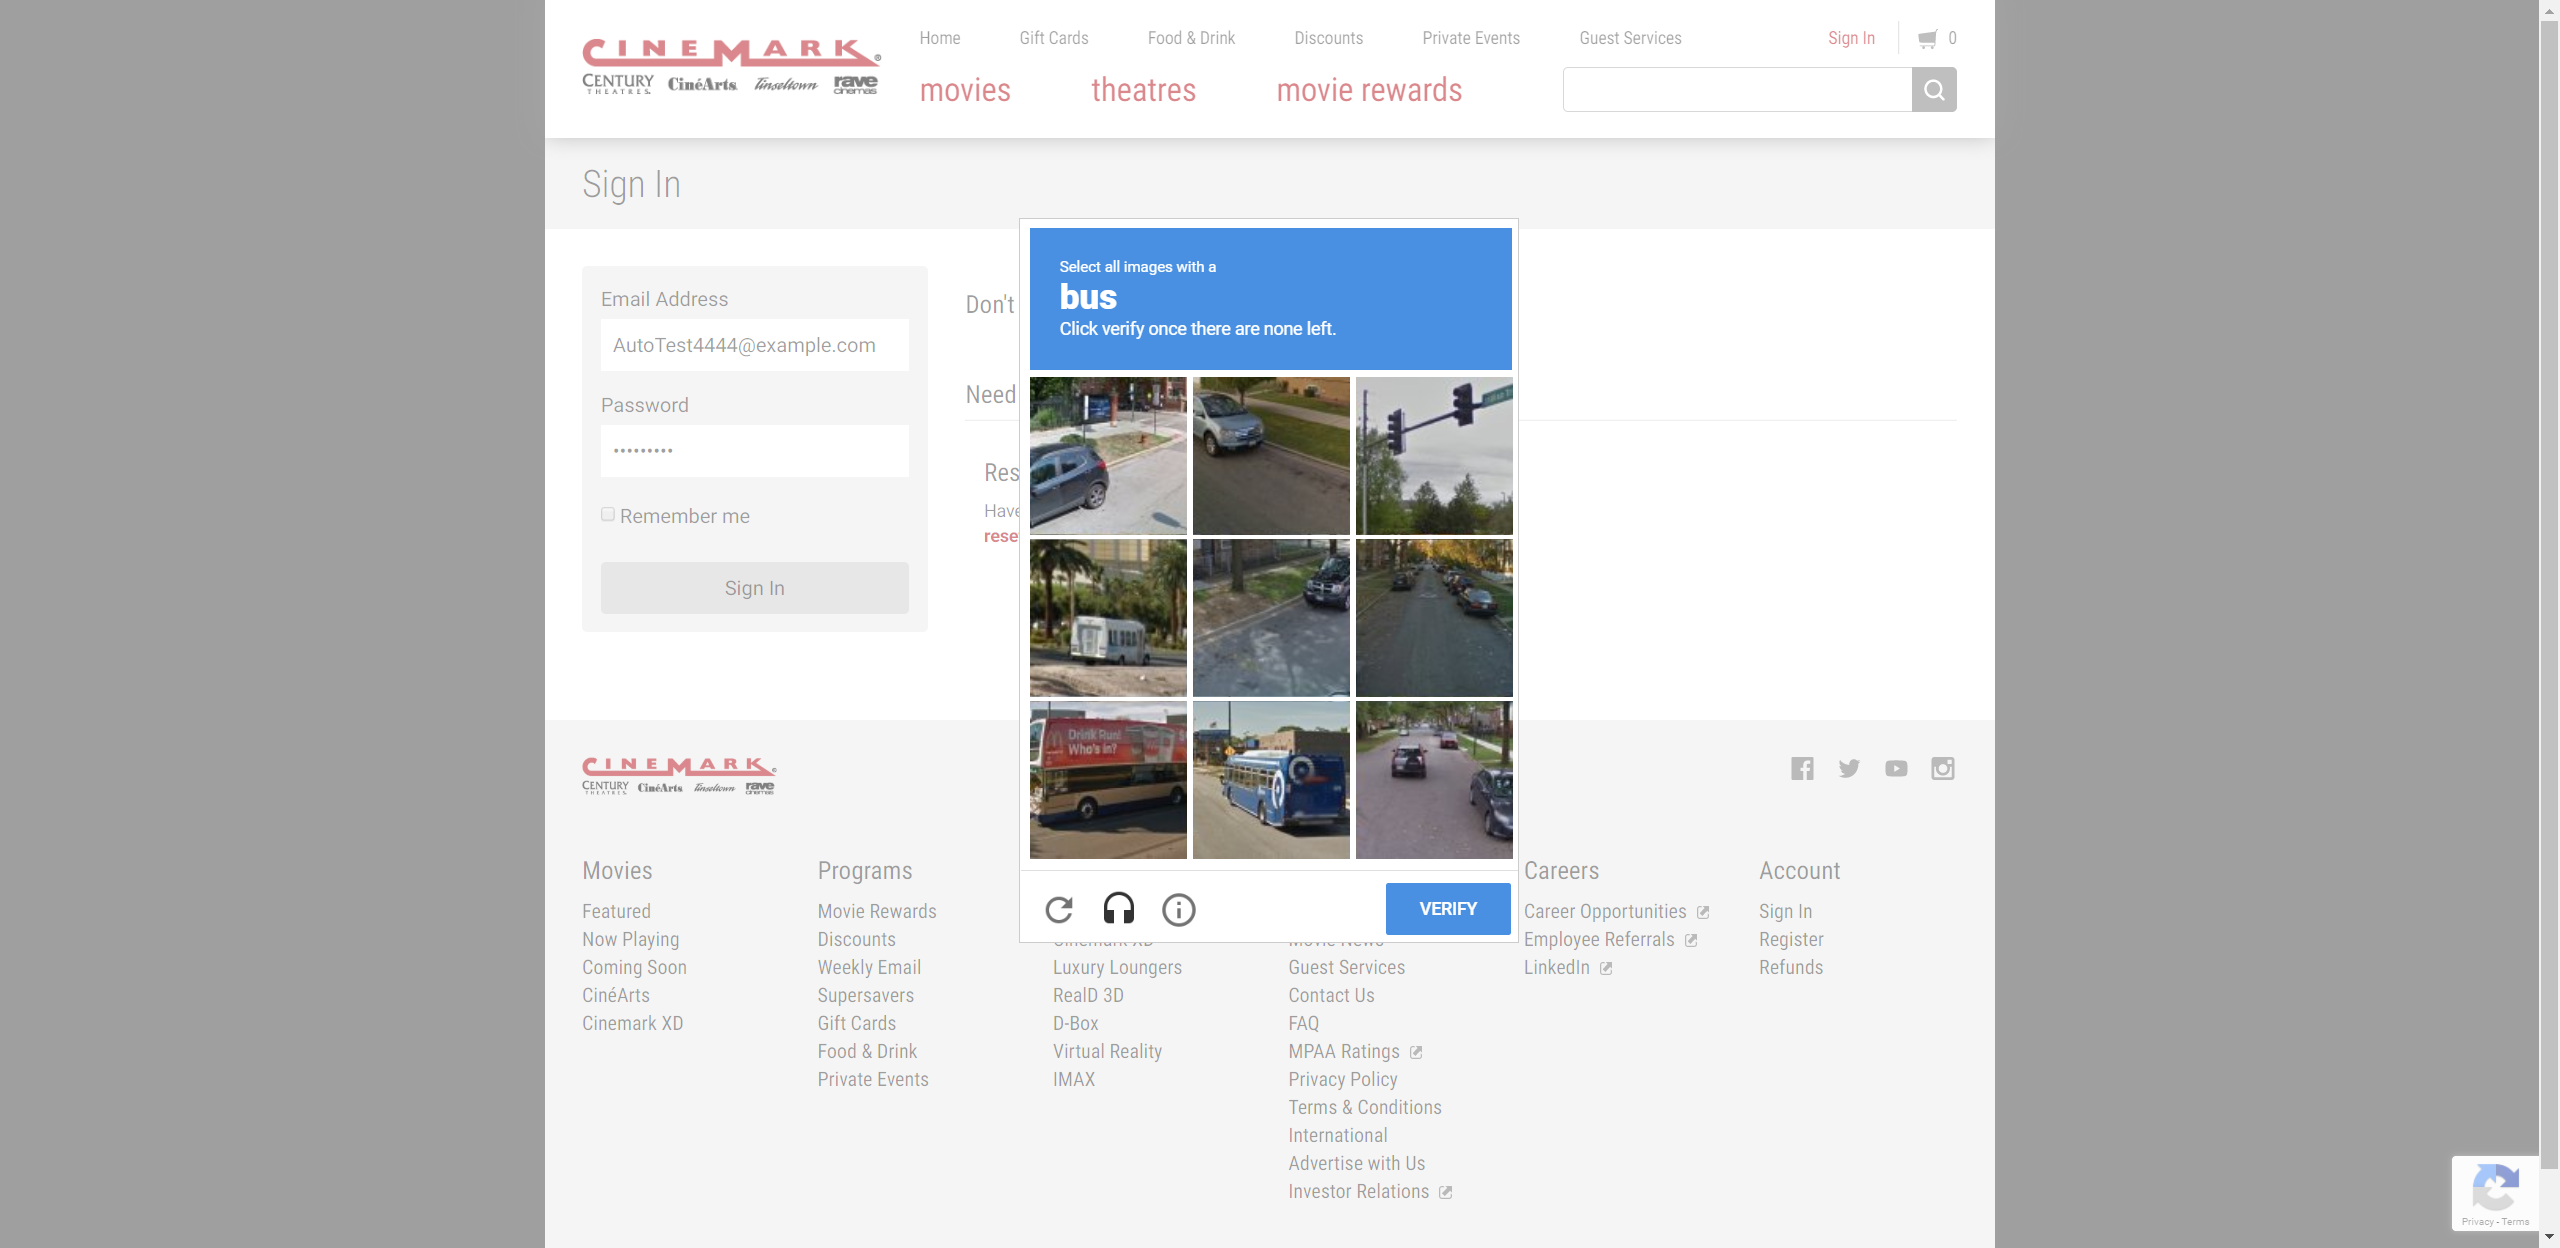 CINEMARK®
CENTURY THEATRES. CinéArts Tinseltown rave cinemas
Home Gift Cards Food & Drink Discounts Private Events Guest Services Sign In 0
movies theatres movie rewards
Sign In
Email Address
AutoTest4444@example.com
Password
•••••••••
Remember me
Sign In
Don't
Need
Res
Have
rese
Select all images with a
bus
Click verify once there are none left.
Drink Run!
Who's in?
VERIFY
CINEMARK®
CENTURY THEATRES. CinéArts Tinseltown rave cinemas
Movies
Featured
Now Playing
Coming Soon
CinéArts
Cinemark XD
Programs
Movie Rewards
Discounts
Weekly Email
Supersavers
Gift Cards
Food & Drink
Private Events
Cinemark XD
Luxury Loungers
RealD 3D
D-Box
Virtual Reality
IMAX
Movie News
Guest Services
Contact Us
FAQ
MPAA Ratings
Privacy Policy
Terms & Conditions
International
Advertise with Us
Investor Relations
Careers
Career Opportunities
Employee Referrals
LinkedIn
Account
Sign In
Register
Refunds
Privacy - Terms